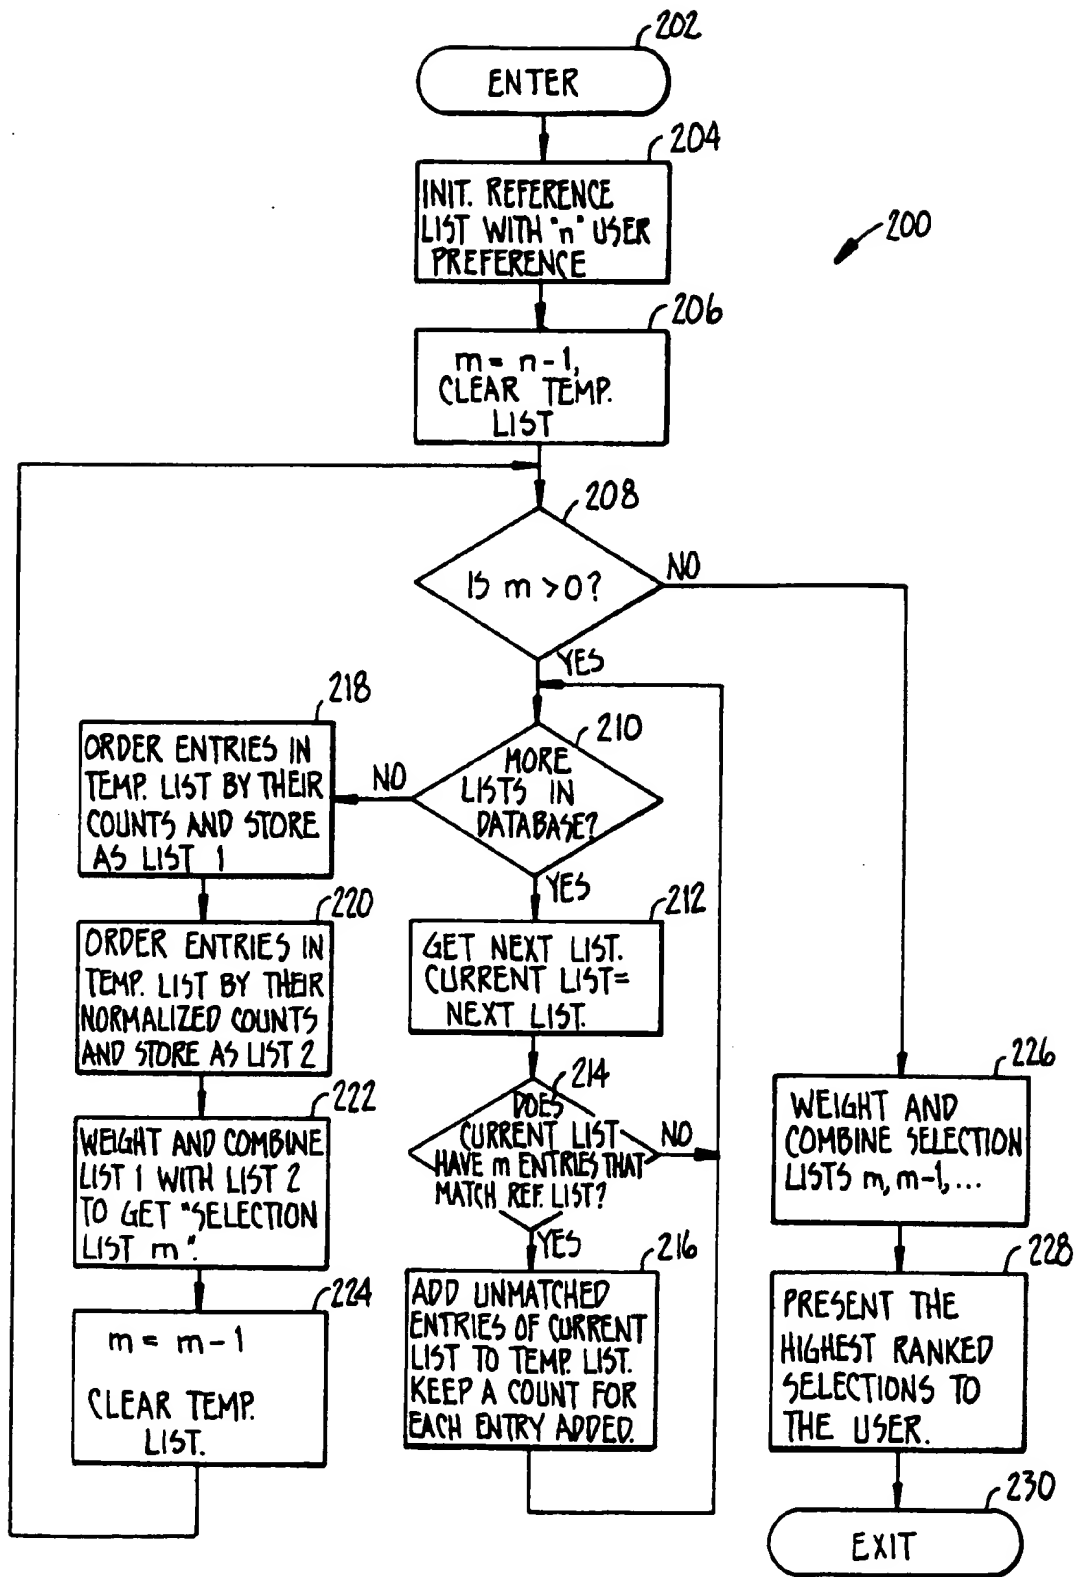 202
ENTER
204
INIT. REFERENCE
LIST WITH "n" USER
PREFERENCE
200
206
m = n - 1,
CLEAR TEMP.
LIST
208
IS m > 0?
NO
YES
218
ORDER ENTRIES IN
TEMP. LIST BY THEIR
COUNTS AND STORE
AS LIST 1
NO
210
MORE
LISTS IN
DATABASE?
YES
220
ORDER ENTRIES IN
TEMP. LIST BY THEIR
NORMALIZED COUNTS
AND STORE AS LIST 2
212
GET NEXT LIST.
CURRENT LIST=
NEXT LIST.
222
WEIGHT AND COMBINE
LIST 1 WITH LIST 2
TO GET "SELECTION
LIST m".
214
DOES
CURRENT LIST
HAVE m ENTRIES THAT
MATCH REF. LIST?
NO
YES
226
WEIGHT AND
COMBINE SELECTION
LISTS m, m-1, ...
224
m = m - 1
CLEAR TEMP.
LIST.
216
ADD UNMATCHED
ENTRIES OF CURRENT
LIST TO TEMP. LIST.
KEEP A COUNT FOR
EACH ENTRY ADDED.
228
PRESENT THE
HIGHEST RANKED
SELECTIONS TO
THE USER.
230
EXIT